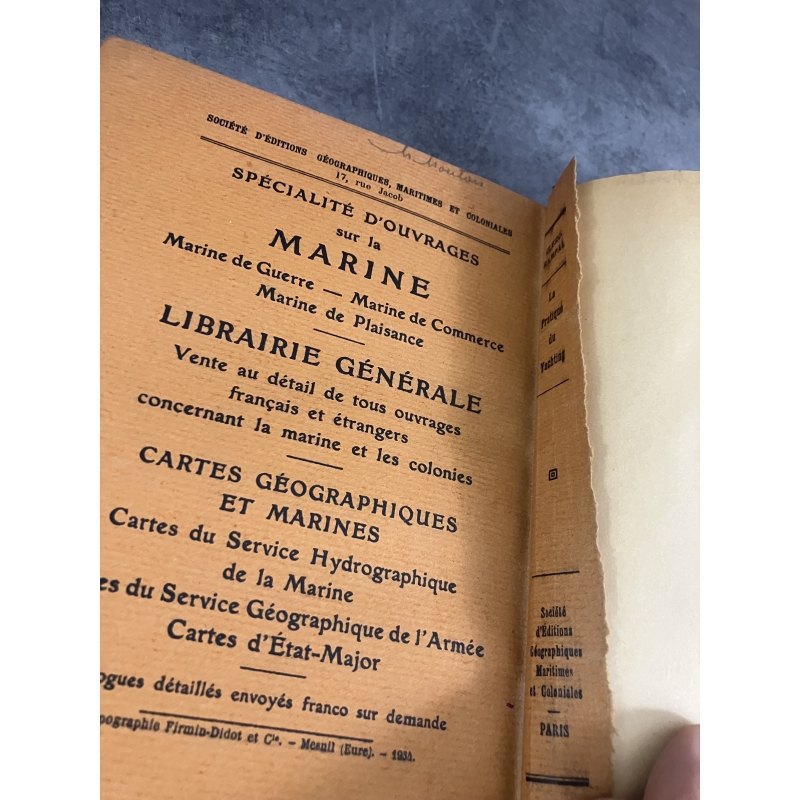 SOCIÉTÉ D'ÉDITIONS GÉOGRAPHIQUES, MARITIMES ET COLONIALES
17, rue Jacob
SPÉCIALITÉ D'OUVRAGES
sur la
MARINE
Marine de Guerre — Marine de Commerce
Marine de Plaisance
LIBRAIRIE GÉNÉRALE
Vente au détail de tous ouvrages
français et étrangers
concernant la marine et les colonies
CARTES GÉOGRAPHIQUES
ET MARINES
Cartes du Service Hydrographique
de la Marine
es du Service Géographique de l'Armée
Cartes d'État-Major
ogues détaillés envoyés franco sur demande
pographie Firmin-Didot et Cie. — Mesnil (Eure). —
La
Pratique
du
Yachting
Société
d'Éditions
Géographiques
Maritimes
et Coloniales
PARIS